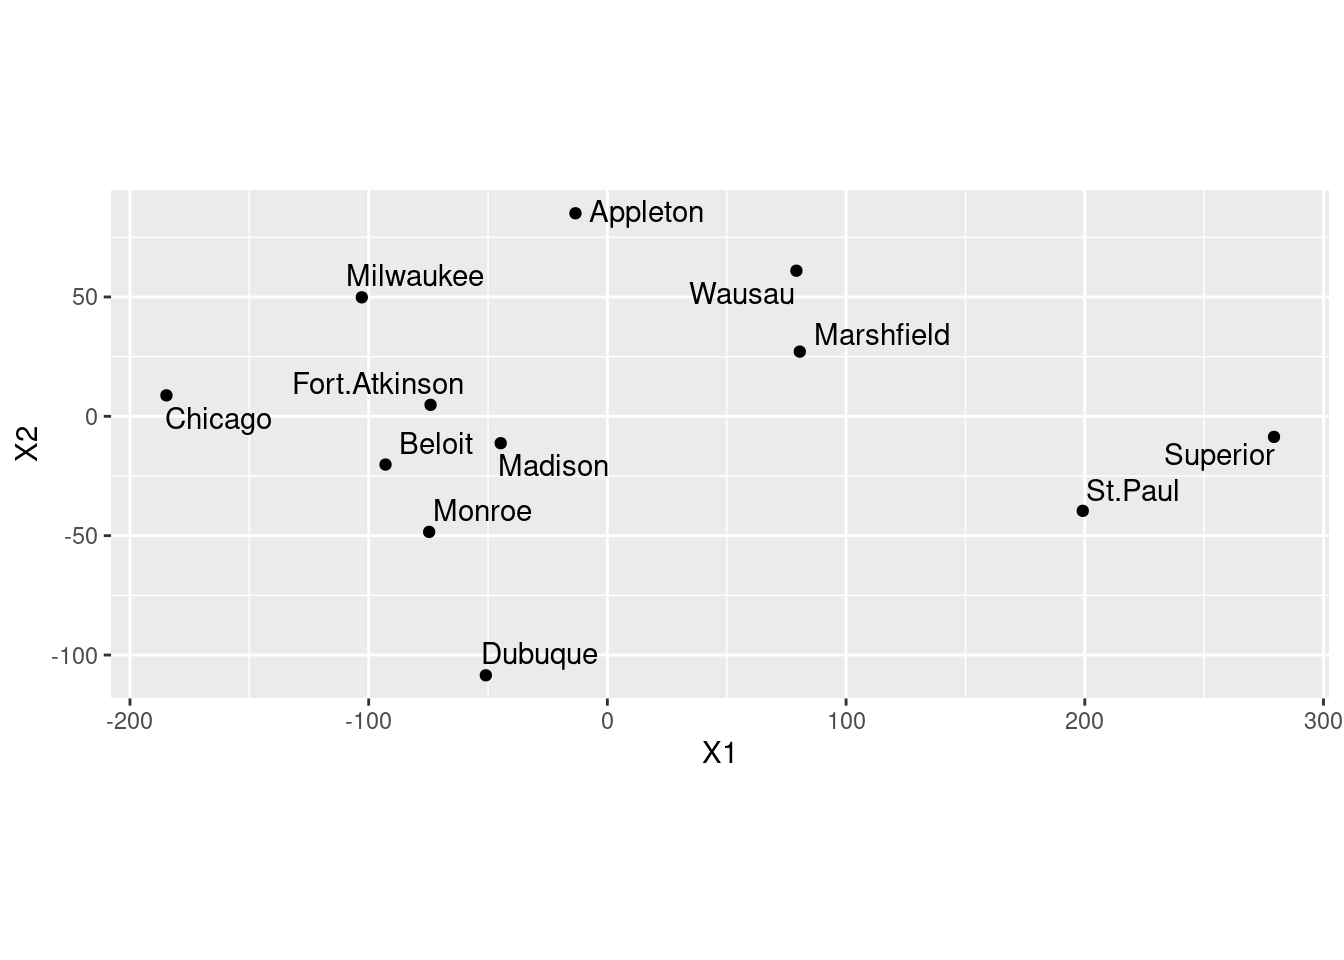 Appleton
Milwaukee
Wausau
50
Marshfield
Fort.Atkinson
Chicago
0
Beloit
X2
Madison
Superior
St.Paul
Monroe
-50
Dubuque
-100
-200 -100 0 100 200 300
X1